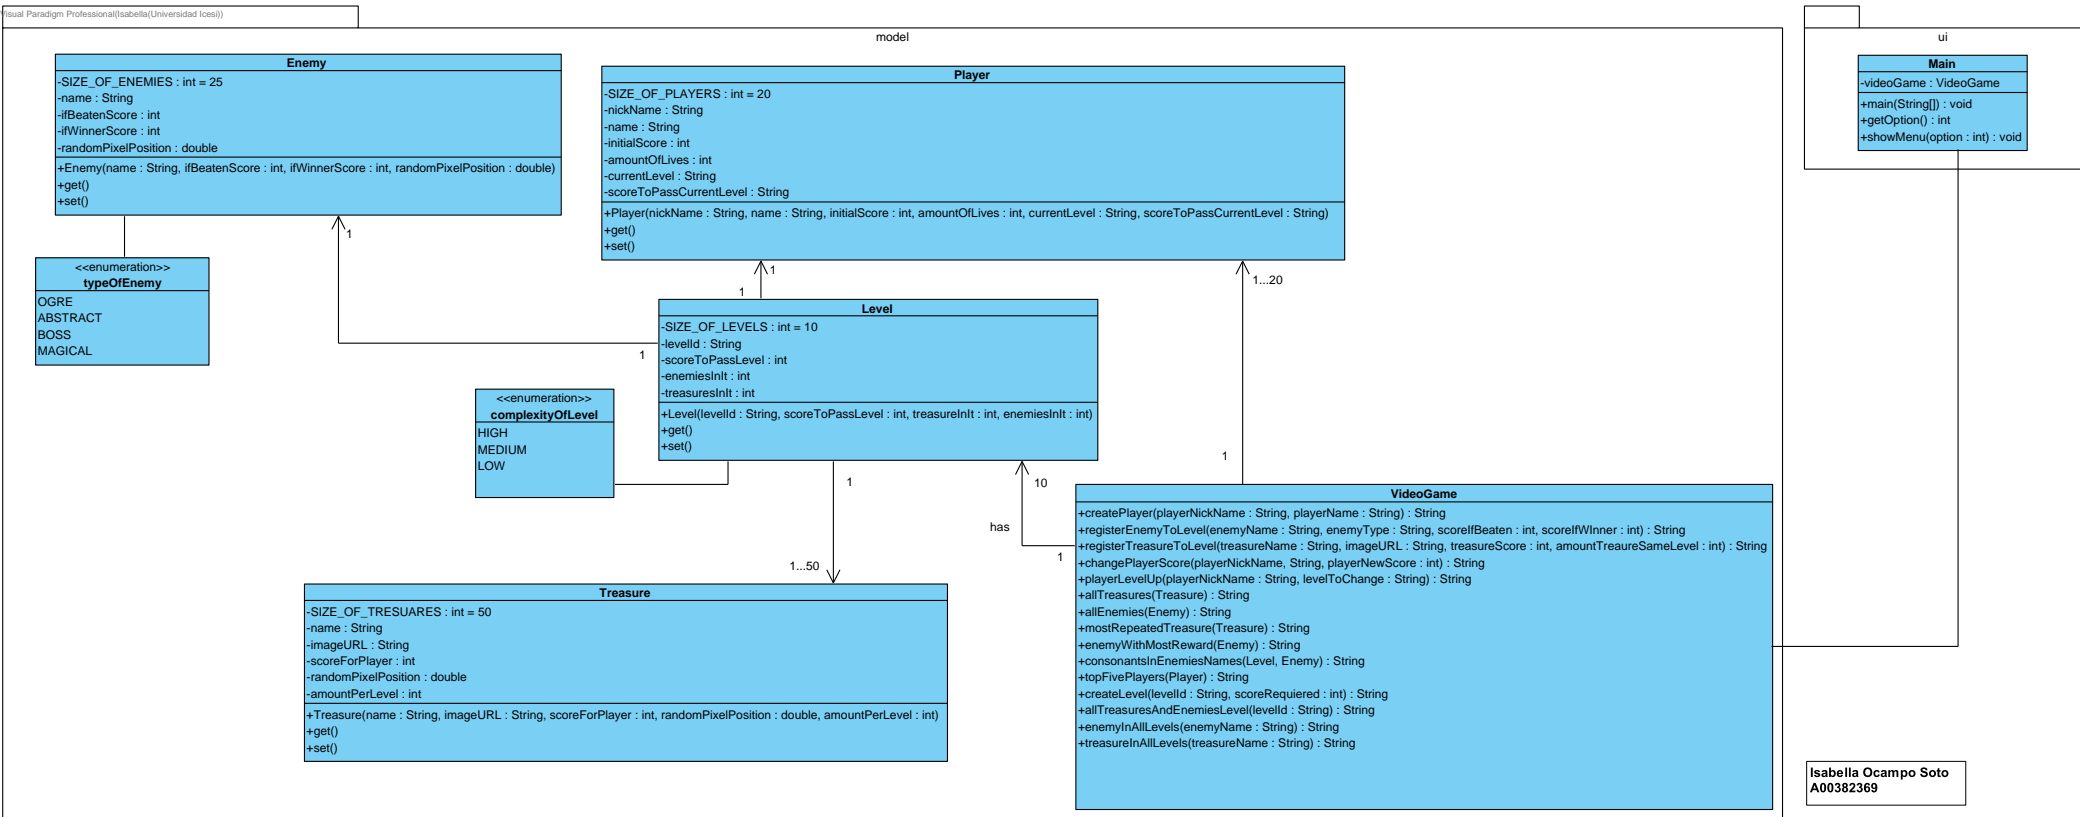 Visual Paradigm Professional(Isabella(Universidad Icesi))
model
Enemy
-SIZE_OF_ENEMIES : int = 25
-name : String
-ifBeatenScore : int
-ifWinnerScore : int
-randomPixelPosition : double
+Enemy(name : String, ifBeatenScore : int, ifWinnerScore : int, randomPixelPosition : double)
+get()
+set()
1
<<enumeration>>
typeOfEnemy
OGRE
ABSTRACT
BOSS
MAGICAL
Player
-SIZE_OF_PLAYERS : int = 20
-nickName : String
-name : String
-initialScore : int
-amountOfLives : int
-currentLevel : String
-scoreToPassCurrentLevel : String
+Player(nickName : String, name : String, initialScore : int, amountOfLives : int, currentLevel : String, scoreToPassCurrentLevel : String)
+get()
+set()
1
1
1...20
Level
-SIZE_OF_LEVELS : int = 10
-levelId : String
-scoreToPassLevel : int
-enemiesInIt : int
-treasuresInIt : int
+Level(levelId : String, scoreToPassLevel : int, treasureInIt : int, enemiesInIt : int)
+get()
+set()
1
<<enumeration>>
complexityOfLevel
HIGH
MEDIUM
LOW
1
1...50
10
has
1
1
Treasure
-SIZE_OF_TRESUARES : int = 50
-name : String
-imageURL : String
-scoreForPlayer : int
-randomPixelPosition : double
-amountPerLevel : int
+Treasure(name : String, imageURL : String, scoreForPlayer : int, randomPixelPosition : double, amountPerLevel : int)
+get()
+set()
VideoGame
+createPlayer(playerNickName : String, playerName : String) : String
+registerEnemyToLevel(enemyName : String, enemyType : String, scoreIfBeaten : int, scoreIfWInner : int) : String
+registerTreasureToLevel(treasureName : String, imageURL : String, treasureScore : int, amountTreaureSameLevel : int) : String
+changePlayerScore(playerNickName, String, playerNewScore : int) : String
+playerLevelUp(playerNickName : String, levelToChange : String) : String
+allTreasures(Treasure) : String
+allEnemies(Enemy) : String
+mostRepeatedTreasure(Treasure) : String
+enemyWithMostReward(Enemy) : String
+consonantsInEnemiesNames(Level, Enemy) : String
+topFivePlayers(Player) : String
+createLevel(levelId : String, scoreRequiered : int) : String
+allTreasuresAndEnemiesLevel(levelId : String) : String
+enemyInAllLevels(enemyName : String) : String
+treasureInAllLevels(treasureName : String) : String
ui
Main
-videoGame : VideoGame
+main(String[]) : void
+getOption() : int
+showMenu(option : int) : void
Isabella Ocampo Soto
A00382369